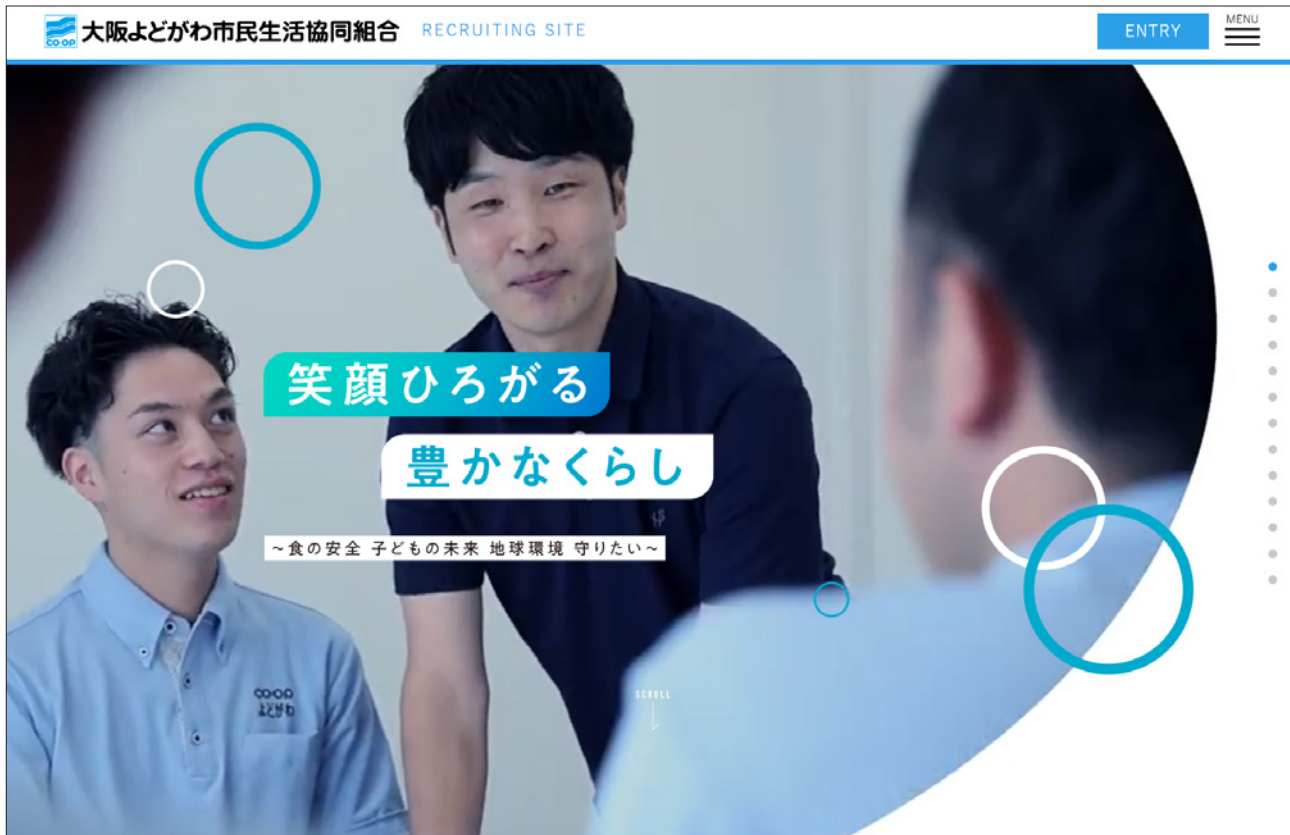 CO·OP
大阪よどがわ市民生活協同組合 RECRUITING SITE
ENTRY
MENU
笑顔ひろがる
豊かなくらし
～食の安全 子どもの未来 地球環境 守りたい～
CO·OP
よどがわ
SCROLL